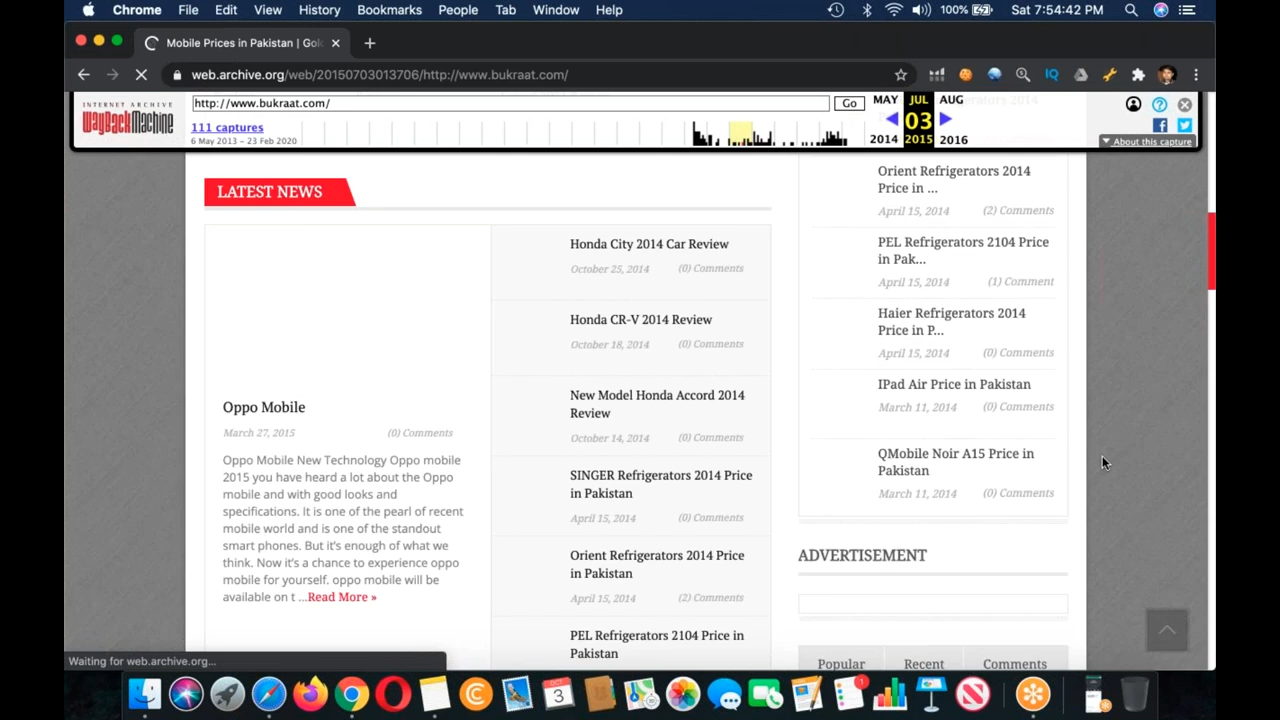 Chrome File Edit View History Bookmarks People Tab Window Help 100% Sat 7:54:42 PM
Mobile Prices in Pakistan | Gol
web.archive.org/web/20150703013706/http://www.bukraat.com/
INTERNET ARCHIVE
WayBackMachine
http://www.bukraat.com/ Go
111 captures
6 May 2013 – 23 Feb 2020
MAY JUL AUG
03
2014 2015 2016
About this capture
LATEST NEWS
Oppo Mobile
March 27, 2015 (0) Comments
Oppo Mobile New Technology Oppo mobile
2015 you have heard a lot about the Oppo
mobile and with good looks and
specifications. It is one of the pearl of recent
mobile world and is one of the standout
smart phones. But it's enough of what we
think. Now it's a chance to experience oppo
mobile for yourself. oppo mobile will be
available on t ...Read More »
Honda City 2014 Car Review
October 25, 2014 (0) Comments
Honda CR-V 2014 Review
October 18, 2014 (0) Comments
New Model Honda Accord 2014
Review
October 14, 2014 (0) Comments
SINGER Refrigerators 2014 Price
in Pakistan
April 15, 2014 (0) Comments
Orient Refrigerators 2014 Price
in Pakistan
April 15, 2014 (2) Comments
PEL Refrigerators 2104 Price in
Pakistan
Orient Refrigerators 2014
Price in ...
April 15, 2014 (2) Comments
PEL Refrigerators 2104 Price
in Pak...
April 15, 2014 (1) Comment
Haier Refrigerators 2014
Price in P...
April 15, 2014 (0) Comments
IPad Air Price in Pakistan
March 11, 2014 (0) Comments
QMobile Noir A15 Price in
Pakistan
March 11, 2014 (0) Comments
ADVERTISEMENT
Popular Recent Comments
Waiting for web.archive.org...